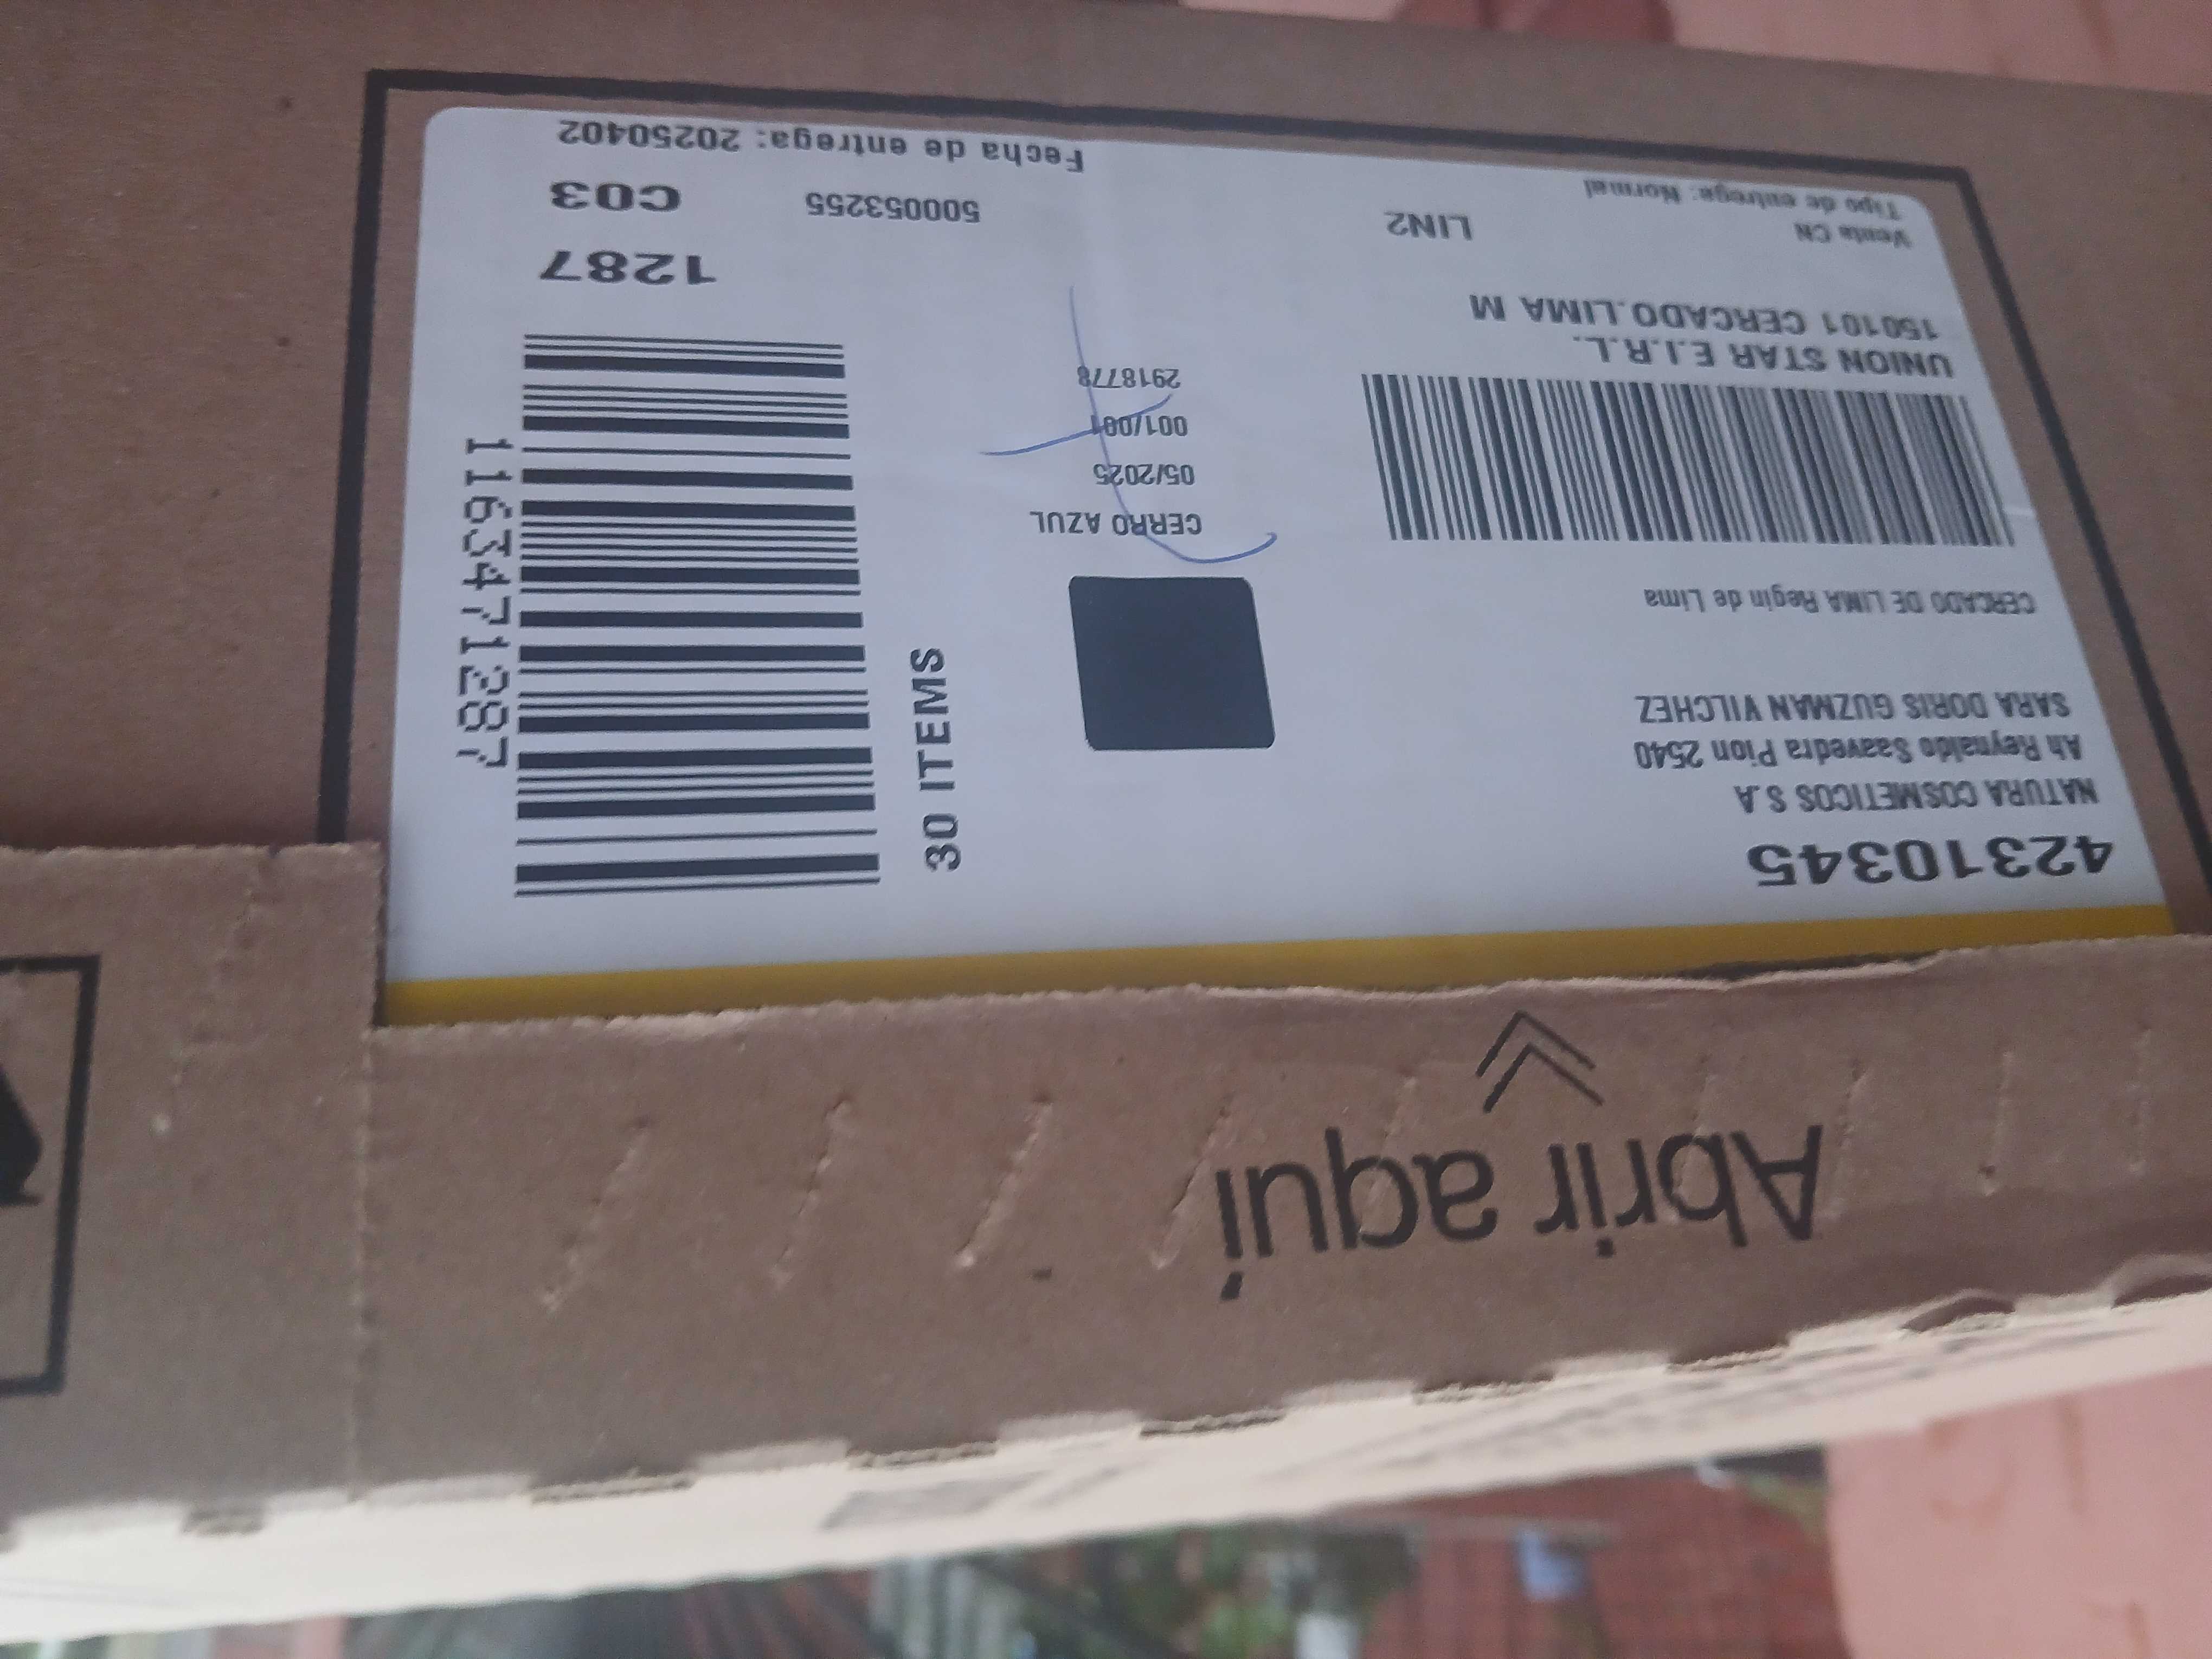 Abrir aquí
42310345
NATURA COSMETICOS S.A
Ah Reynaldo Saavedra Pion 2540
SARA DORIS GUZMAN VILCHEZ
CERCADO DE LIMA Regin de Lima
UNION STAR E.I.R.L.
150101 CERCADO.LIMA M
Venta CN
LIN2
Tipo de entrega: Normal
CERRO AZUL
05/2025
001/001
2918778
30 ITEMS
1163471287
1287
500053255
C03
Fecha de entrega: 20250402